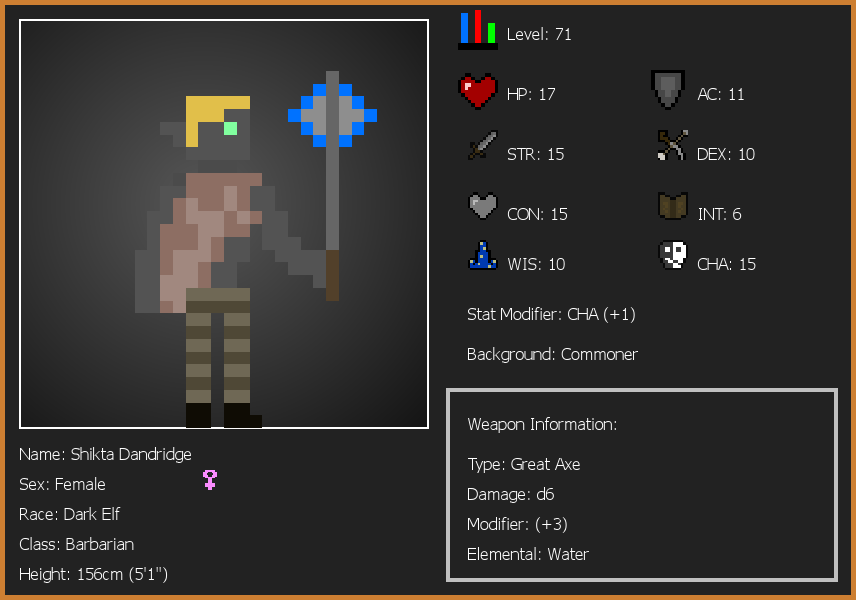 Level: 71
HP: 17
AC: 11
STR: 15
DEX: 10
CON: 15
INT: 6
WIS: 10
CHA: 15
Stat Modifier: CHA (+1)
Background: Commoner
Weapon Information:
Type: Great Axe
Damage: d6
Modifier: (+3)
Elemental: Water
Name: Shikta Dandridge
Sex: Female
Race: Dark Elf
Class: Barbarian
Height: 156cm (5'1")